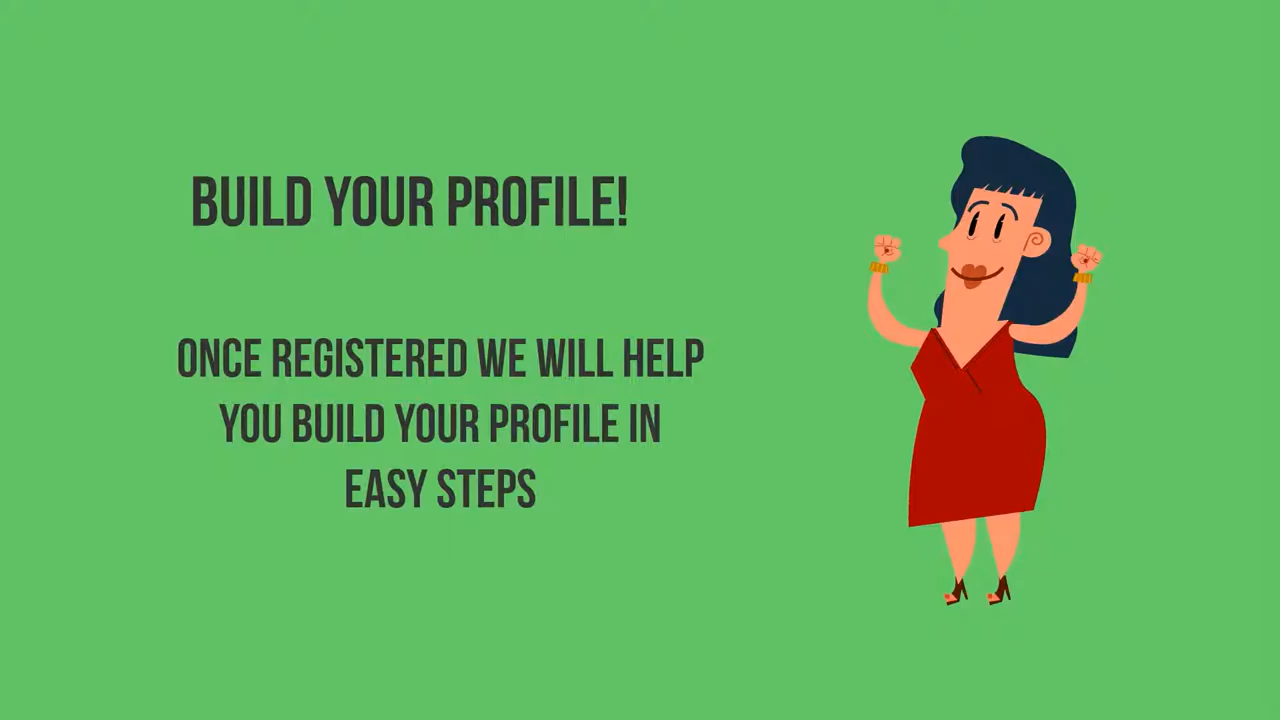 BUILD YOUR PROFILE!
ONCE REGISTERED WE WILL HELP
YOU BUILD YOUR PROFILE IN
EASY STEPS